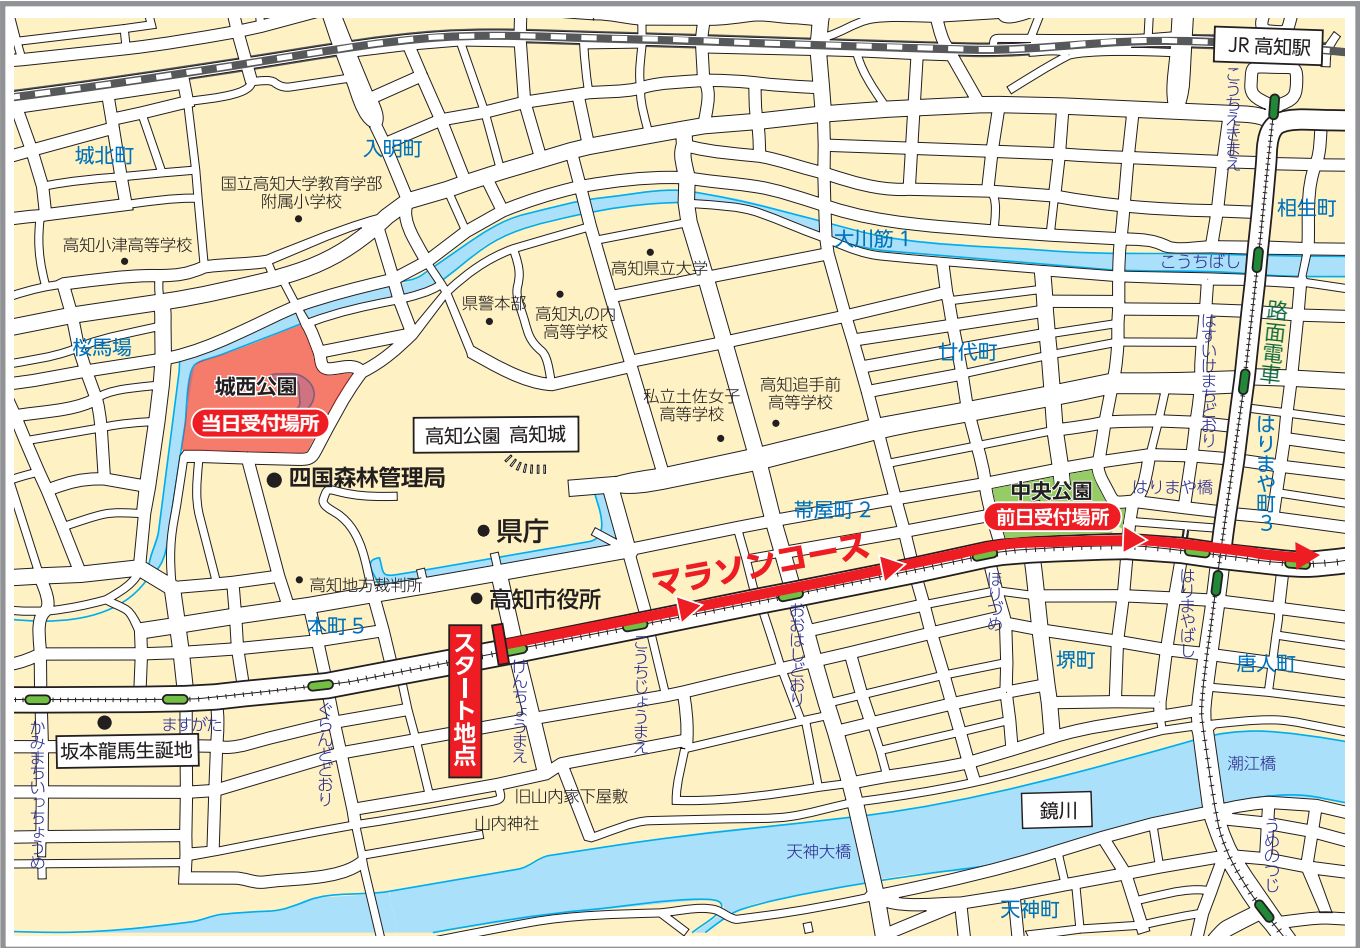 JR 高知駅
こうちえきまえ
城北町
入明町
国立高知大学教育学部
附属小学校
相生町
高知小津高等学校
大川筋 1
高知県立大学
こうちばし
県警本部
高知丸の内
高等学校
路面電車
桜馬場
廿代町
はすいけまちどおり
城西公園
当日受付場所
私立土佐女子
高等学校
高知追手前
高等学校
高知公園 高知城
はりまや町 3
四国森林管理局
中央公園
前日受付場所
はりまや橋
帯屋町 2
県庁
マラソンコース
高知地方裁判所
高知市役所
ほりづめ
はりまやばし
おおはしどおり
本町 5
スタート地点
けんちょうまえ
こうちじょうまえ
堺町
唐人町
ますがた
坂本龍馬生誕地
かみまちいっちょうめ
ぐらんどどおり
旧山内家下屋敷
山内神社
潮江橋
鏡川
天神大橋
うめのつじ
天神町